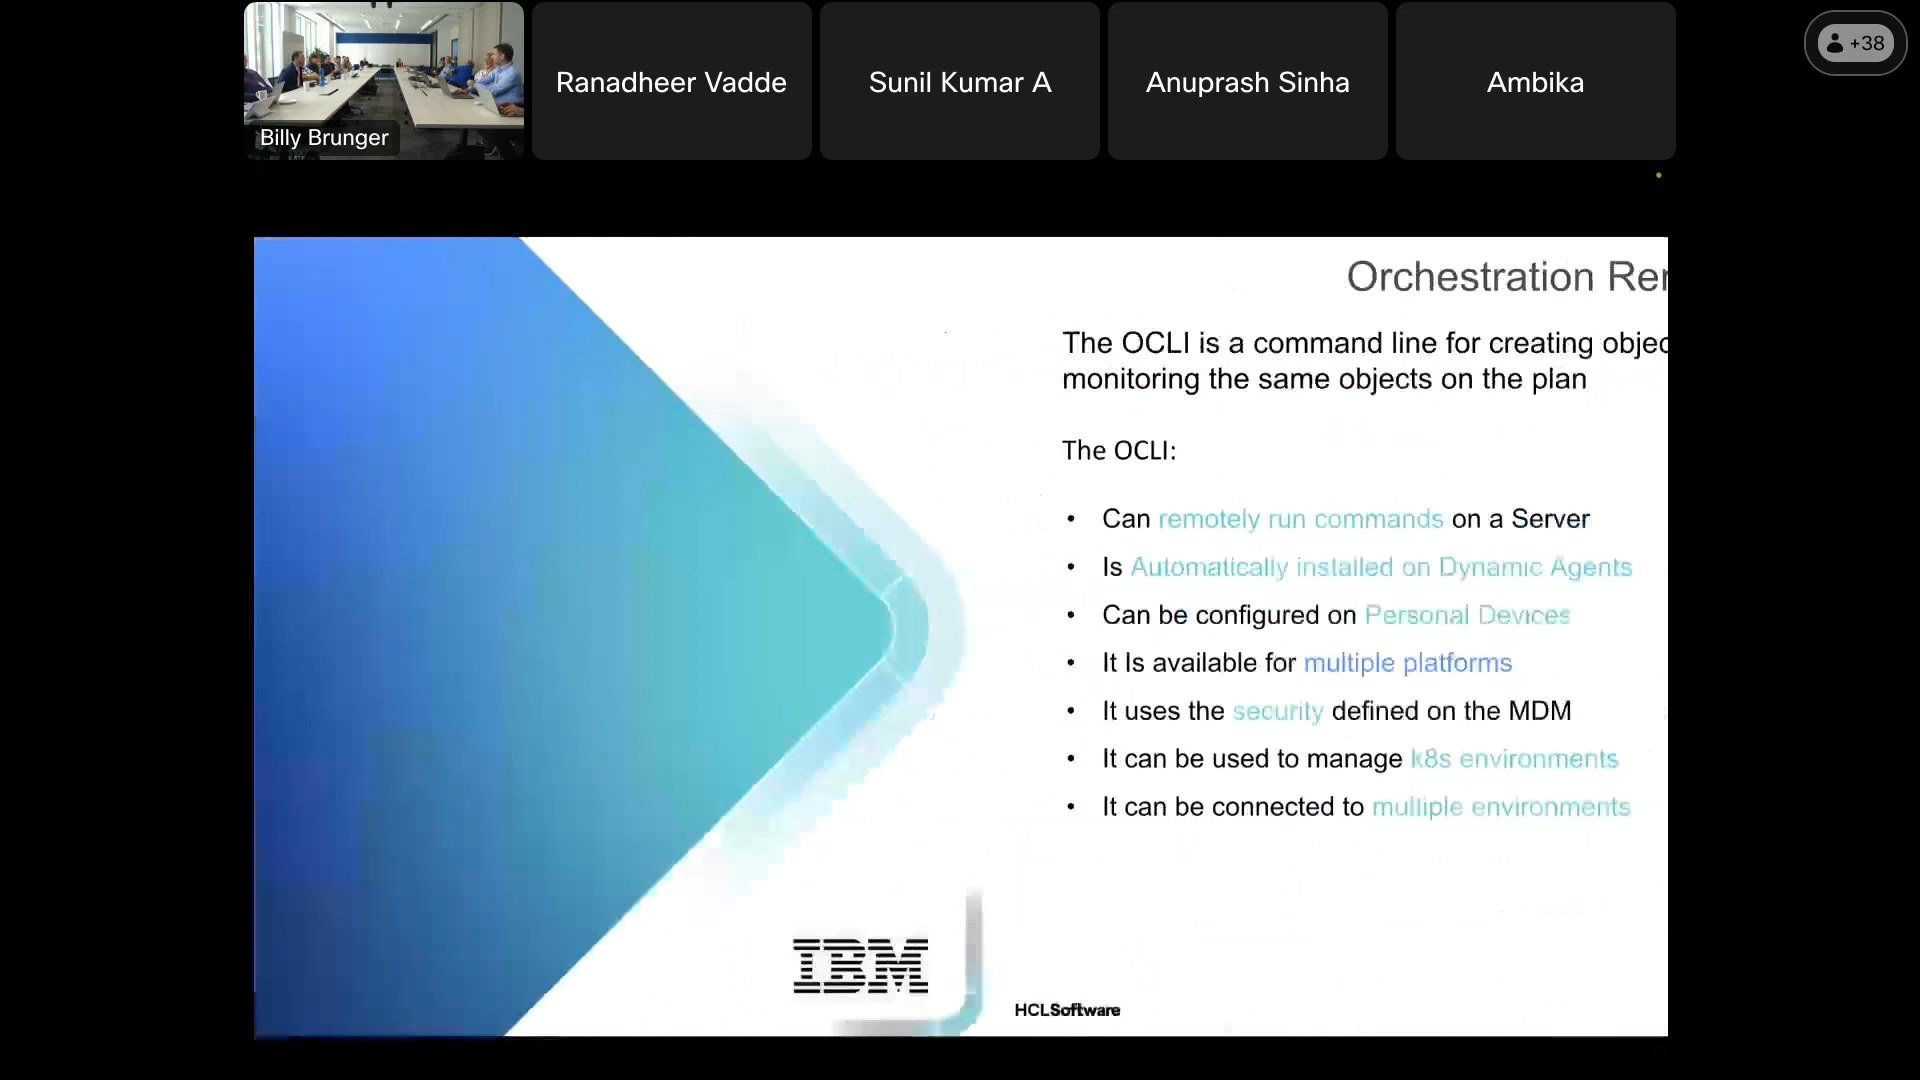 Billy Brunger
Ranadheer Vadde
Sunil Kumar A
Anuprash Sinha
Ambika
+38
Orchestration
The OCLI is a command line for creating
monitoring the same objects on the plan
The OCLI:
• Can remotely run commands on a Server
• Is Automatically installed on Dynamic Agents
• Can be configured on Personal Devices
• It Is available for multiple platforms
• It uses the security defined on the MDM
• It can be used to manage k8s environments
• It can be connected to multiple environments
IBM
HCLSoftware